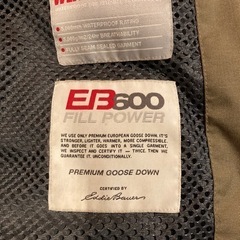 WATERPROOF RATING
BREATHABILITY
FULLY SEAM SEALED GARMENT
EB600
FILL POWER
WE USE ONLY PREMIUM EUROPEAN GOOSE DOWN. IT'S
STRONGER, LIGHTER, WARMER, MORE COMPRESSIBLE,
AND BEFORE IT GOES INTO A SINGLE GARMENT,
WE INSPECT AND CERTIFY IT – TWICE. THEN WE
GUARANTEE IT, UNCONDITIONALLY.
PREMIUM GOOSE DOWN
CERTIFIED BY
Eddie Bauer